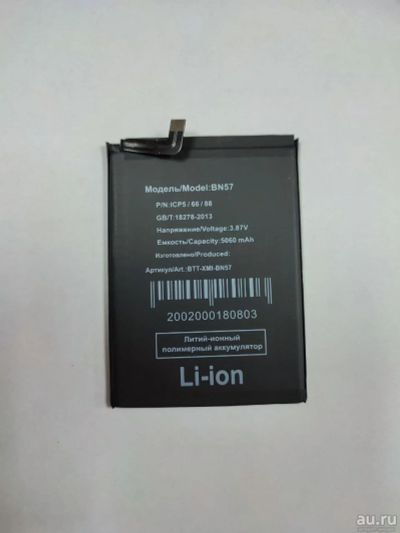 Модель/Model:BN57
P/N:ICP5 / 66 / 88
GB/T:18278-2013
Напряжение/Voltage: 3.87V
Емкость/Capacity:5060 mAh
Изготовлено/Produced:
Артикул/Art.: BTT-XMI-BN57
2002000180803
Литий-ионный
полимерный аккумулятор
Li-ion
au.ru